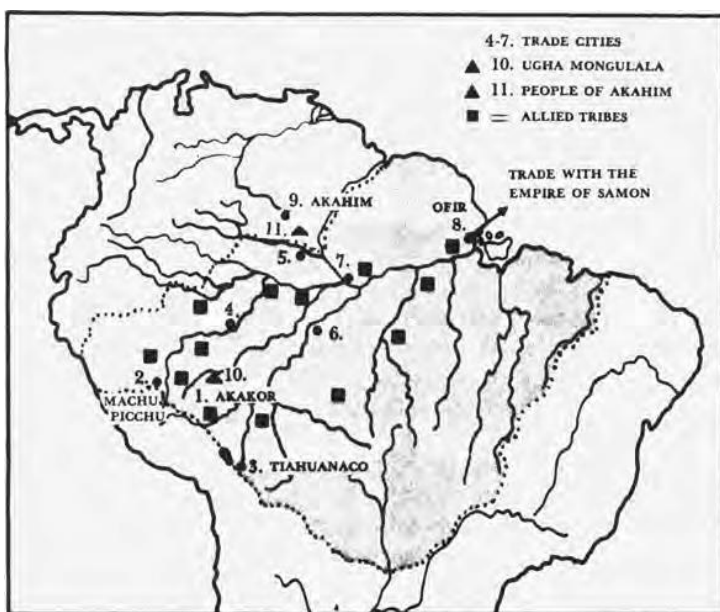 4-7. TRADE CITIES
10. UGHA MONGULALA
11. PEOPLE OF AKAHIM
= ALLIED TRIBES
TRADE WITH THE
EMPIRE OF SAMON
9. AKAHIM
OFIR
11.
8.
5.
7.
4.
6.
2.
10.
MACHU
PICCHU
1. AKAKOR
3. TIAHUANACO